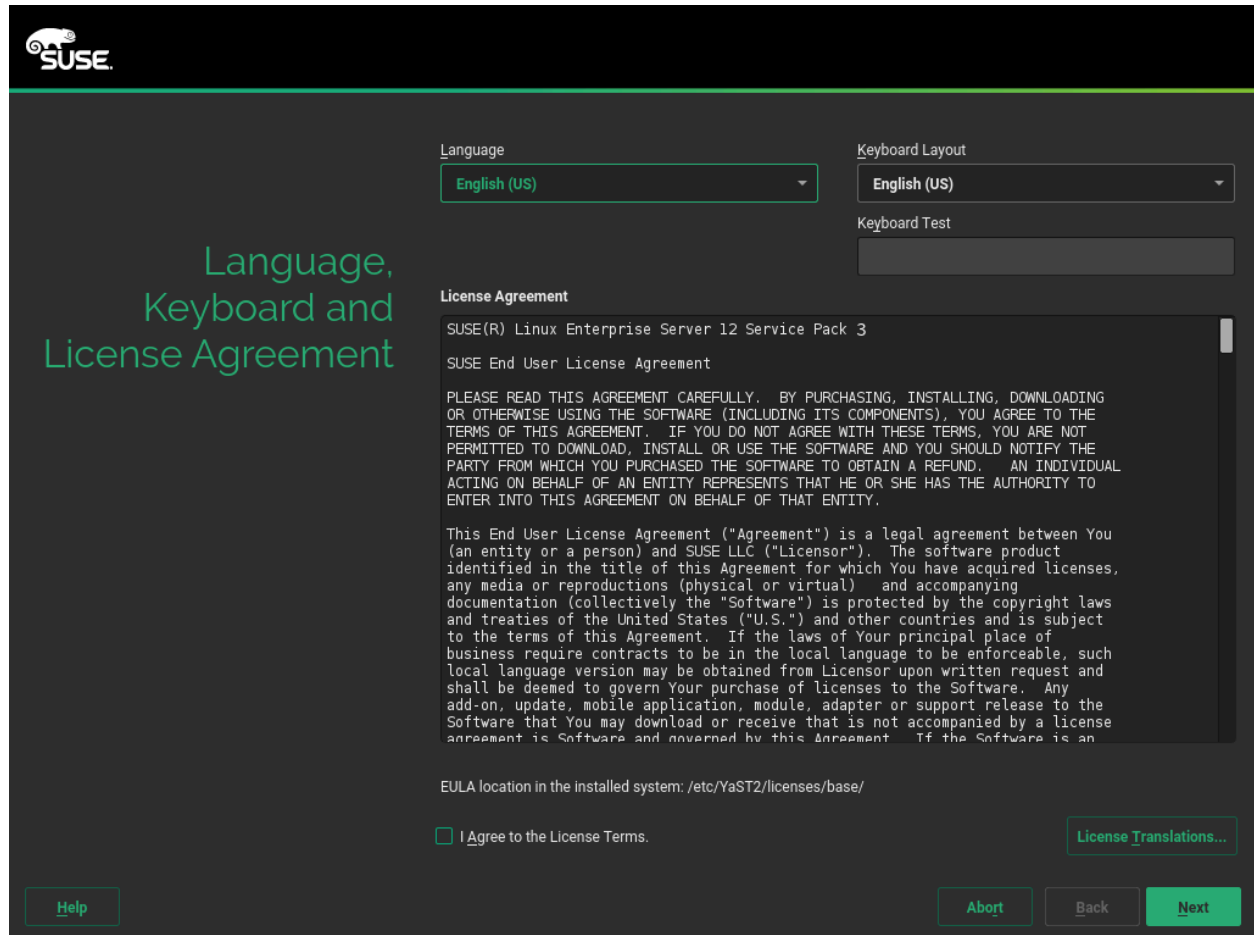 SUSE.
Language
Keyboard Layout
English (US)
English (US)
Keyboard Test
Language,
Keyboard and
License Agreement
License Agreement
SUSE(R) Linux Enterprise Server 12 Service Pack 3
SUSE End User License Agreement
PLEASE READ THIS AGREEMENT CAREFULLY.  BY PURCHASING, INSTALLING, DOWNLOADING
OR OTHERWISE USING THE SOFTWARE (INCLUDING ITS COMPONENTS), YOU AGREE TO THE
TERMS OF THIS AGREEMENT.  IF YOU DO NOT AGREE WITH THESE TERMS, YOU ARE NOT
PERMITTED TO DOWNLOAD, INSTALL OR USE THE SOFTWARE AND YOU SHOULD NOTIFY THE
PARTY FROM WHICH YOU PURCHASED THE SOFTWARE TO OBTAIN A REFUND.   AN INDIVIDUAL
ACTING ON BEHALF OF AN ENTITY REPRESENTS THAT HE OR SHE HAS THE AUTHORITY TO
ENTER INTO THIS AGREEMENT ON BEHALF OF THAT ENTITY.
This End User License Agreement ("Agreement") is a legal agreement between You
(an entity or a person) and SUSE LLC ("Licensor").  The software product
identified in the title of this Agreement for which You have acquired licenses,
any media or reproductions (physical or virtual)   and accompanying
documentation (collectively the "Software") is protected by the copyright laws
and treaties of the United States ("U.S.") and other countries and is subject
to the terms of this Agreement.  If the laws of Your principal place of
business require contracts to be in the local language to be enforceable, such
local language version may be obtained from Licensor upon written request and
shall be deemed to govern Your purchase of licenses to the Software.  Any
add-on, update, mobile application, module, adapter or support release to the
Software that You may download or receive that is not accompanied by a license
agreement is Software and governed by this Agreement.  If the Software is an
EULA location in the installed system: /etc/YaST2/licenses/base/
I Agree to the License Terms.
License Translations...
Help
Abort
Back
Next